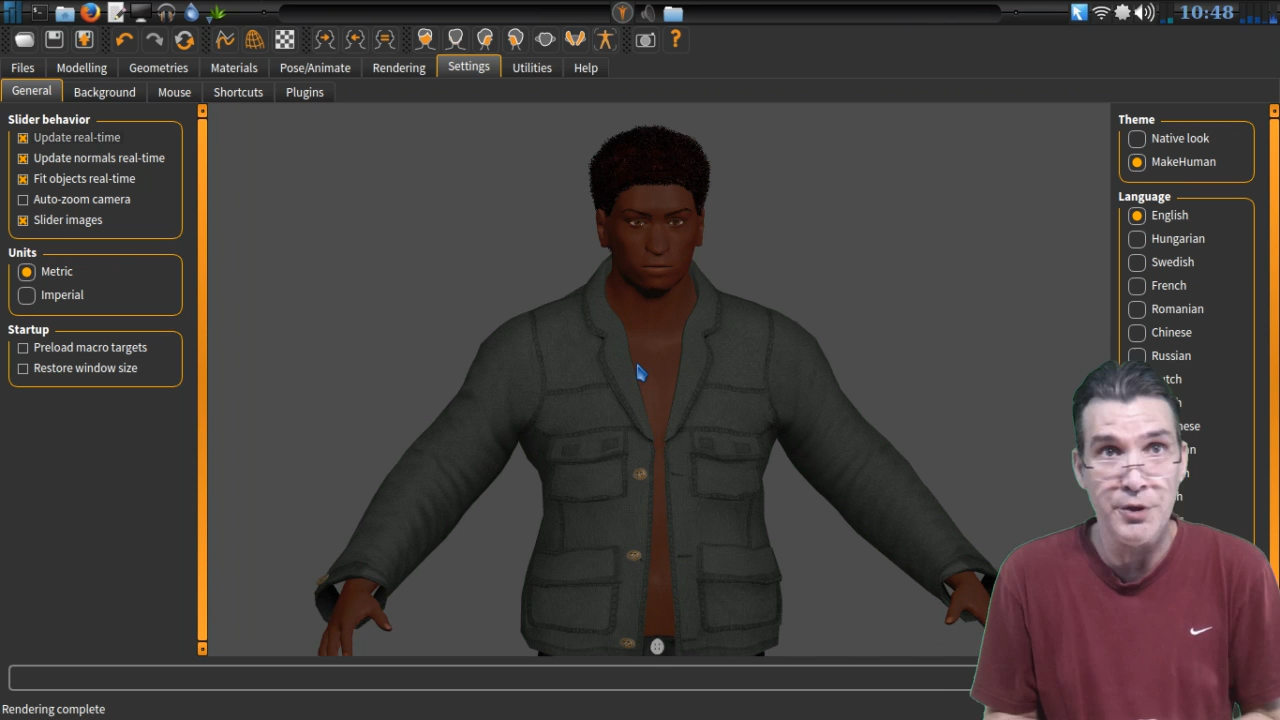 10:48
Files Modelling Geometries Materials Pose/Animate Rendering Settings Utilities Help
General Background Mouse Shortcuts Plugins
Slider behavior
Update real-time
Update normals real-time
Fit objects real-time
Auto-zoom camera
Slider images
Units
Metric
Imperial
Startup
Preload macro targets
Restore window size
Theme
Native look
MakeHuman
Language
English
Hungarian
Swedish
French
Romanian
Chinese
Russian
Rendering complete